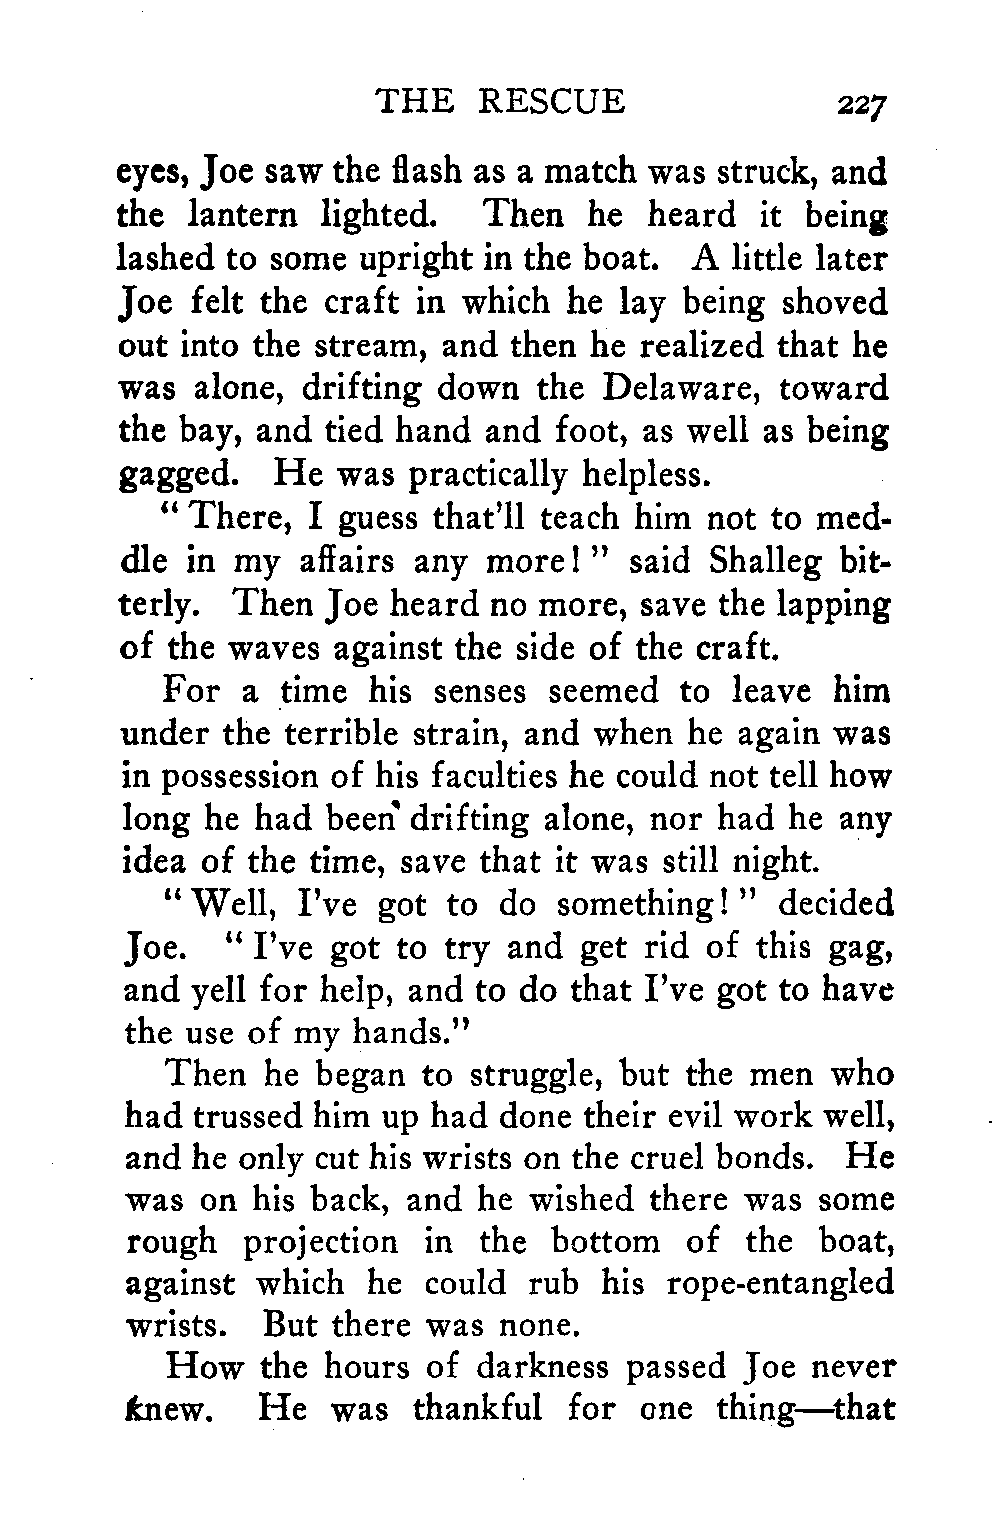 THE RESCUE 227
eyes, Joe saw the flash as a match was struck, and
the lantern lighted. Then he heard it being
lashed to some upright in the boat. A little later
Joe felt the craft in which he lay being shoved
out into the stream, and then he realized that he
was alone, drifting down the Delaware, toward
the bay, and tied hand and foot, as well as being
gagged. He was practically helpless.
" There, I guess that'll teach him not to med-
dle in my affairs any more! " said Shalleg bit-
terly. Then Joe heard no more, save the lapping
of the waves against the side of the craft.
For a time his senses seemed to leave him
under the terrible strain, and when he again was
in possession of his faculties he could not tell how
long he had been drifting alone, nor had he any
idea of the time, save that it was still night.
" Well, I've got to do something! " decided
Joe. " I've got to try and get rid of this gag,
and yell for help, and to do that I've got to have
the use of my hands."
Then he began to struggle, but the men who
had trussed him up had done their evil work well,
and he only cut his wrists on the cruel bonds. He
was on his back, and he wished there was some
rough projection in the bottom of the boat,
against which he could rub his rope-entangled
wrists. But there was none.
How the hours of darkness passed Joe never
knew. He was thankful for one thing—that